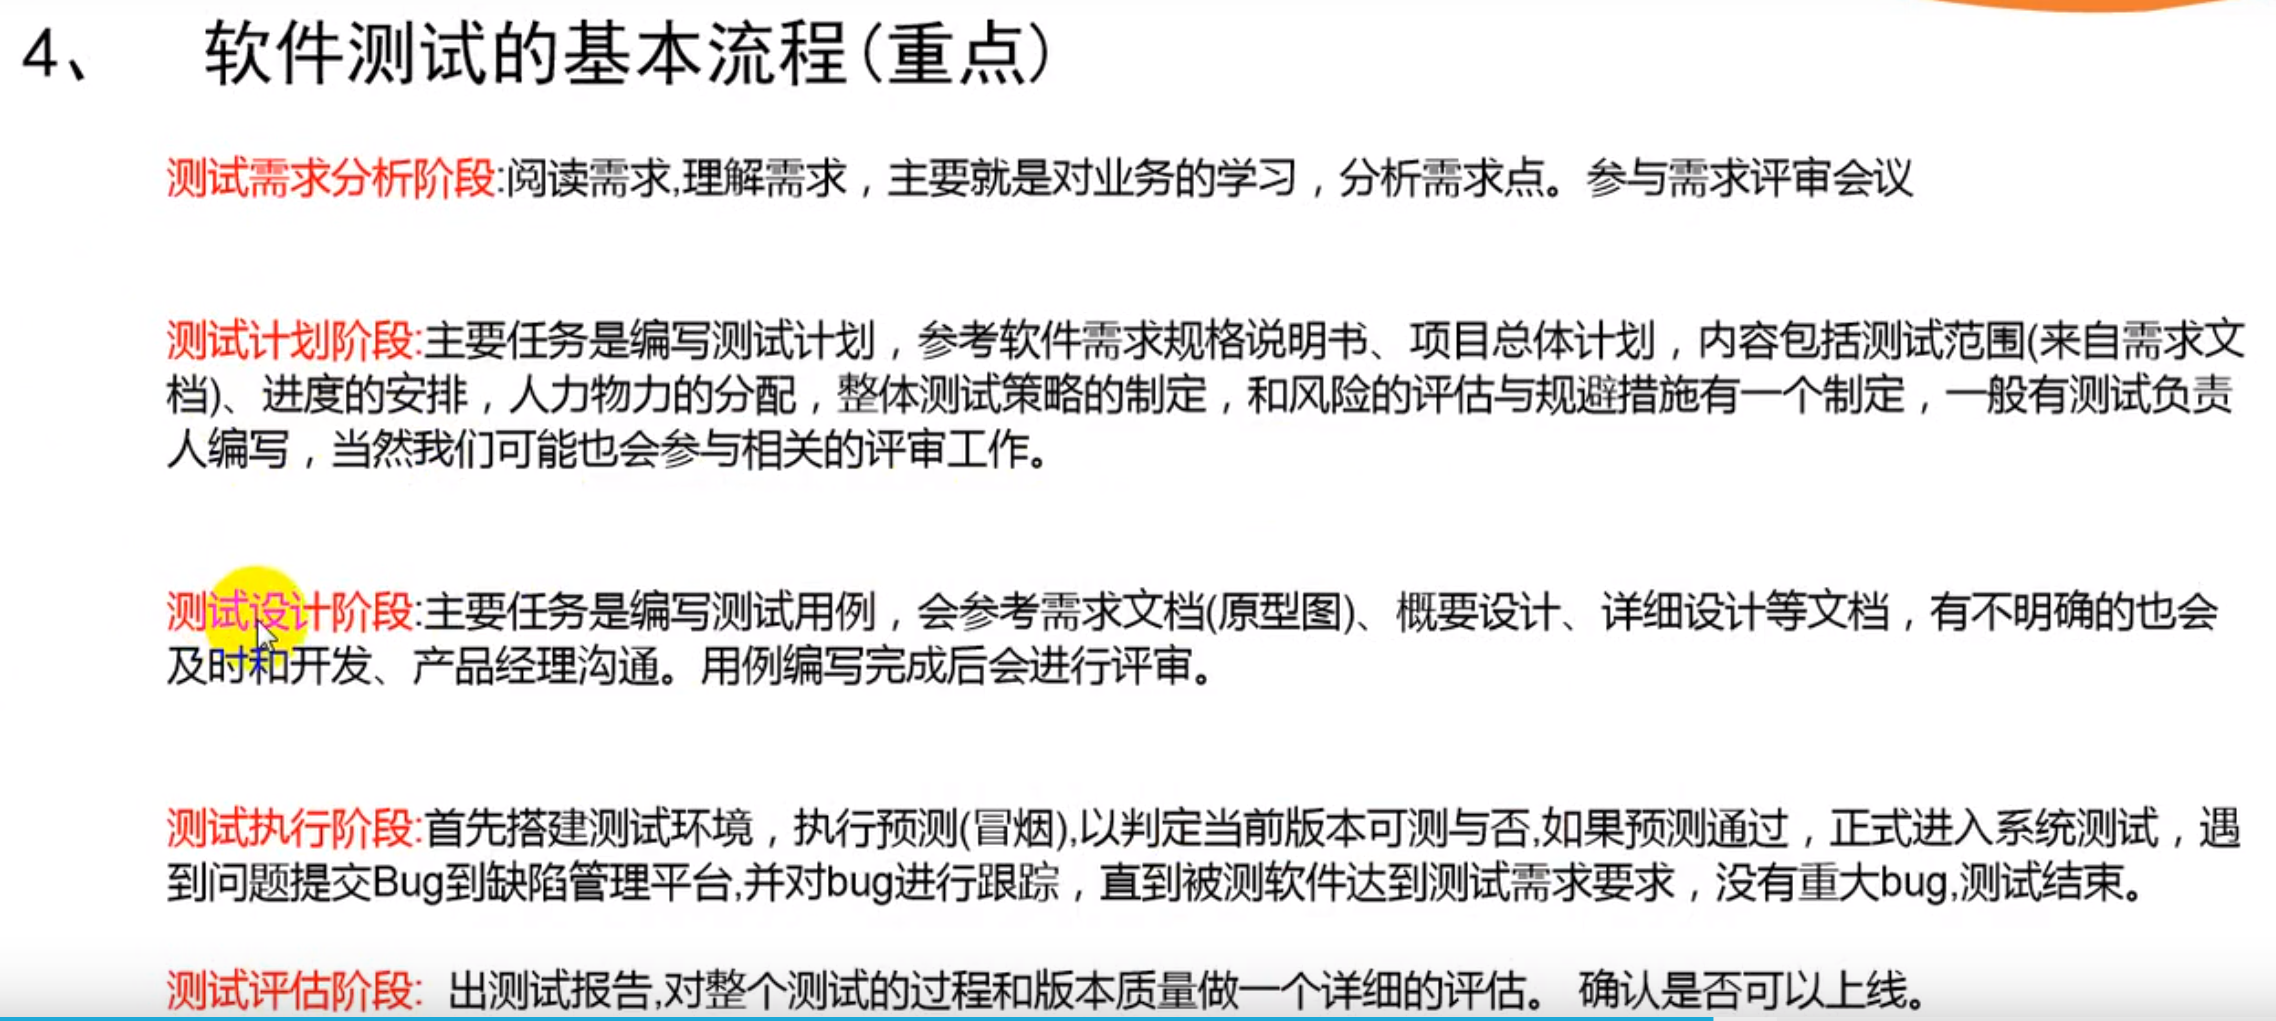 4、 软件测试的基本流程(重点)
测试需求分析阶段:阅读需求,理解需求，主要就是对业务的学习，分析需求点。参与需求评审会议
测试计划阶段:主要任务是编写测试计划，参考软件需求规格说明书、项目总体计划，内容包括测试范围(来自需求文
档)、进度的安排，人力物力的分配，整体测试策略的制定，和风险的评估与规避措施有一个制定，一般有测试负责
人编写，当然我们可能也会参与相关的评审工作。
测试设计阶段:主要任务是编写测试用例，会参考需求文档(原型图)、概要设计、详细设计等文档，有不明确的也会
及时和开发、产品经理沟通。用例编写完成后会进行评审。
测试执行阶段:首先搭建测试环境，执行预测(冒烟),以判定当前版本可测与否,如果预测通过，正式进入系统测试，遇
到问题提交Bug到缺陷管理平台,并对bug进行跟踪，直到被测软件达到测试需求要求，没有重大bug,测试结束。
测试评估阶段: 出测试报告,对整个测试的过程和版本质量做一个详细的评估。 确认是否可以上线。